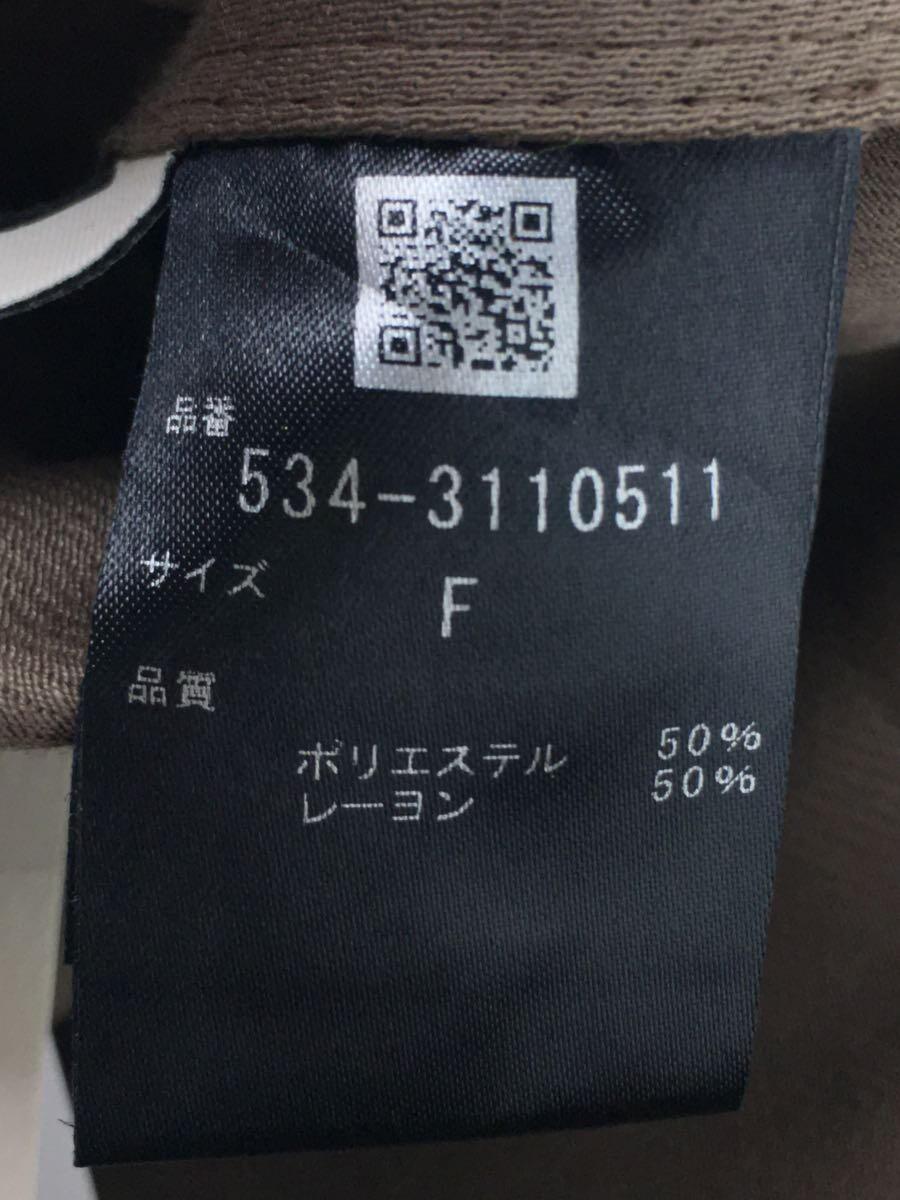 品番
534-3110511
サイズ
F
品質
ポリエステル 50%
レーヨン 50%